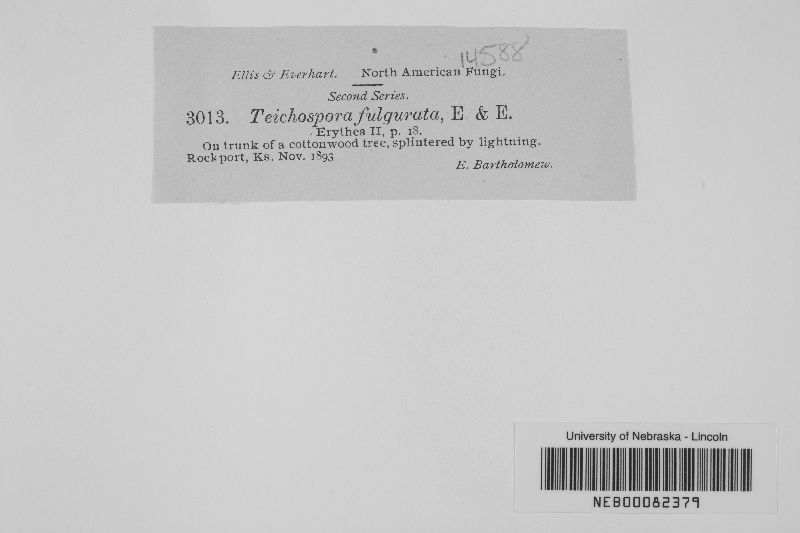 14588
Ellis & Everhart. North American Fungi.
Second Series.
3013. Teichospora fulgurata, E & E.
Erythea II, p. 18.
On trunk of a cottonwood tree, splintered by lightning.
Rockport, Ks. Nov. 1893
E. Bartholomew.
University of Nebraska - Lincoln
NEB00082379